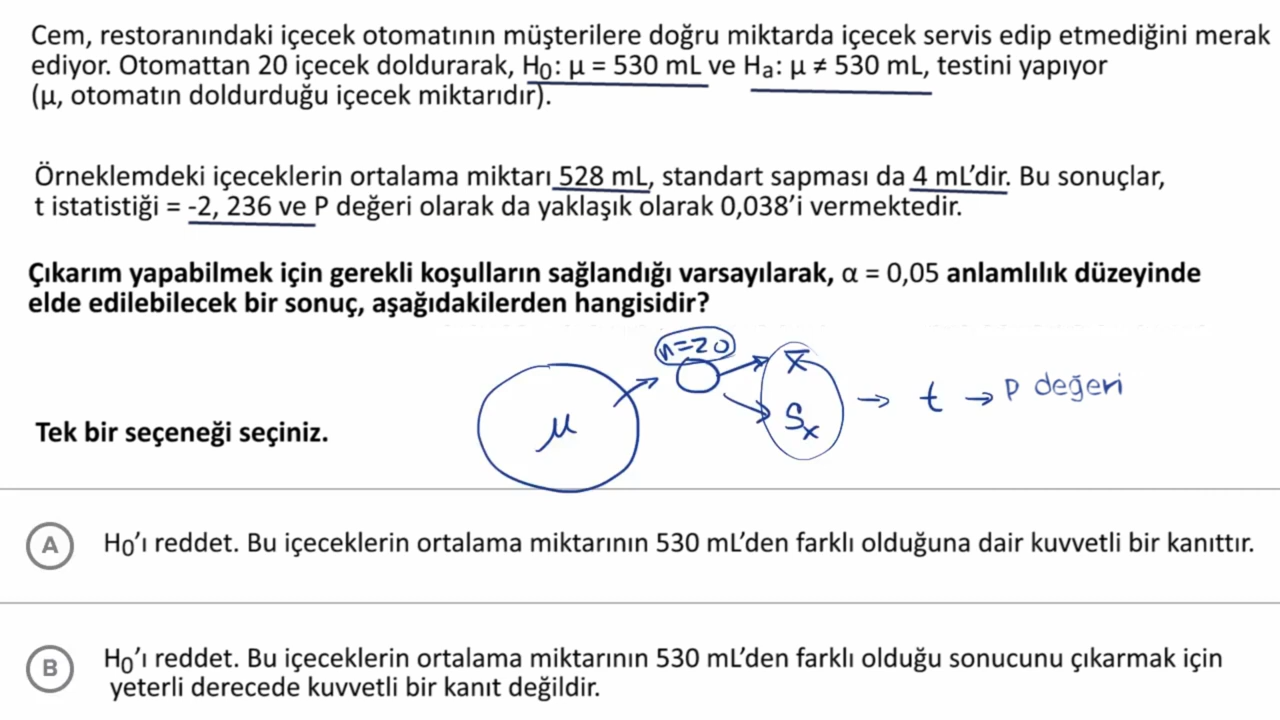 Cem, restoranındaki içecek otomatının müşterilere doğru miktarda içecek servis edip etmediğini merak
ediyor. Otomattan 20 içecek doldurarak, H₀: μ = 530 mL ve Hₐ: μ ≠ 530 mL, testini yapıyor
(μ, otomatın doldurduğu içecek miktarıdır).
Örneklemdeki içeceklerin ortalama miktarı 528 mL, standart sapması da 4 mL’dir. Bu sonuçlar,
t istatistiği = -2, 236 ve P değeri olarak da yaklaşık olarak 0,038’i vermektedir.
Çıkarım yapabilmek için gerekli koşulların sağlandığı varsayılarak, α = 0,05 anlamlılık düzeyinde
elde edilebilecek bir sonuç, aşağıdakilerden hangisidir?
n=20
μ → x̄ → t → P değeri
Sₓ
Tek bir seçeneği seçiniz.
A H₀’ı reddet. Bu içeceklerin ortalama miktarının 530 mL’den farklı olduğuna dair kuvvetli bir kanıttır.
B H₀’ı reddet. Bu içeceklerin ortalama miktarının 530 mL’den farklı olduğu sonucunu çıkarmak için
yeterli derecede kuvvetli bir kanıt değildir.